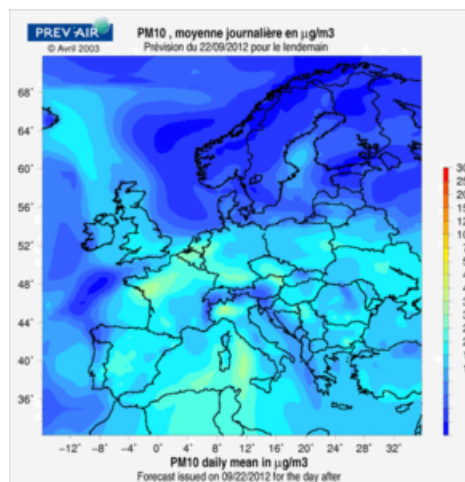 PREV'AIR
© Avril 2003
PM10 , moyenne journalière en µg/m3
Prévision du 22/09/2012 pour le lendemain
68°
64°
60°
56°
52°
48°
44°
40°
36°
−12° −8° −4° 0° 4° 8° 12° 16° 20° 24° 28° 32°
PM10 daily mean in µg/m3
Forecast issued on 09/22/2012 for the day after